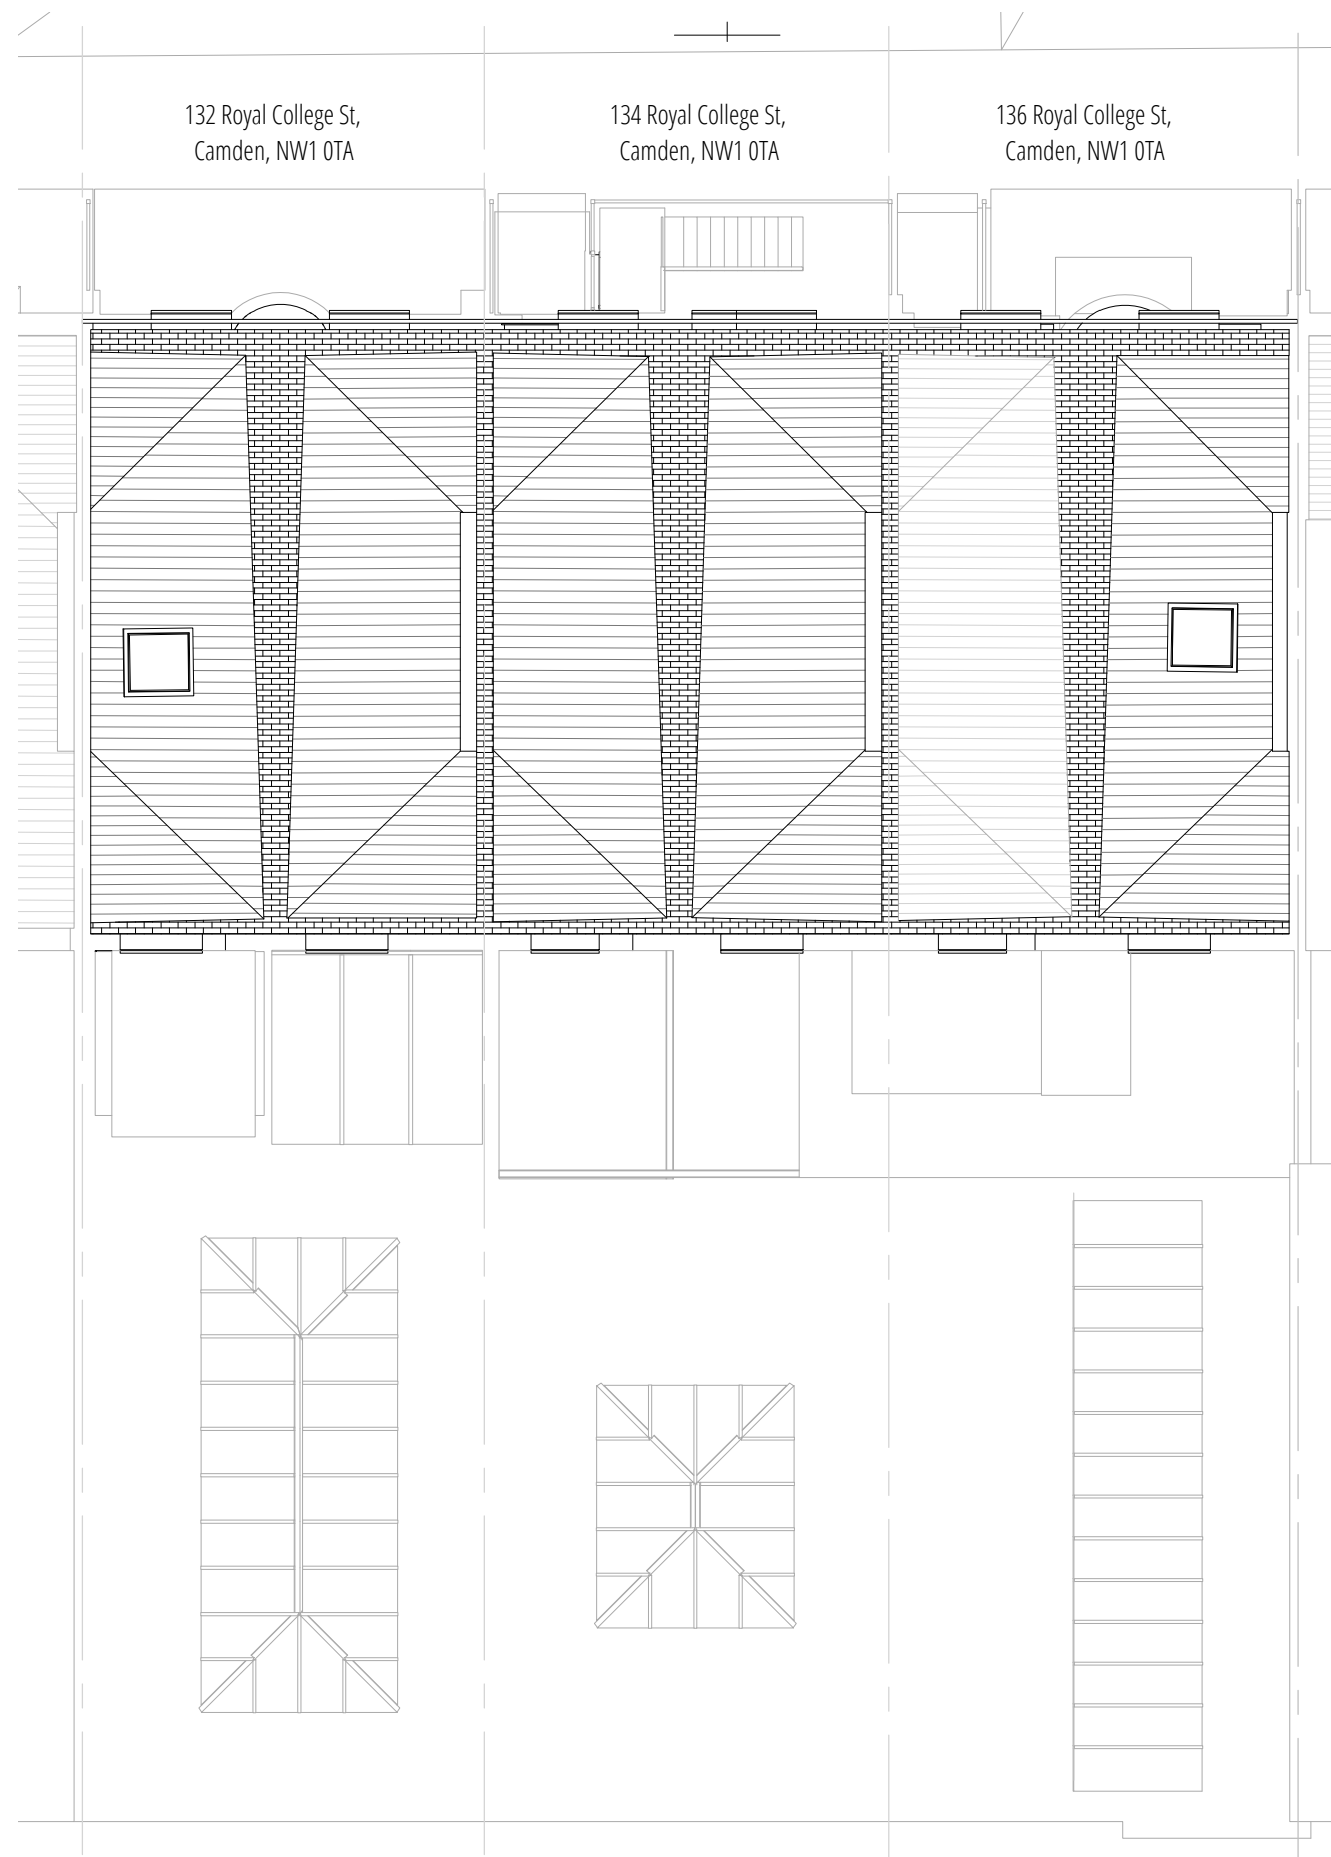 132 Royal College St,
Camden, NW1 0TA
134 Royal College St,
Camden, NW1 0TA
136 Royal College St,
Camden, NW1 0TA